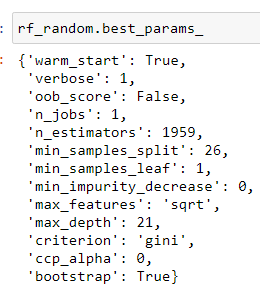 : rf_random.best_params_
: {'warm_start': True,
'verbose': 1,
'oob_score': False,
'n_jobs': 1,
'n_estimators': 1959,
'min_samples_split': 26,
'min_samples_leaf': 1,
'min_impurity_decrease': 0,
'max_features': 'sqrt',
'max_depth': 21,
'criterion': 'gini',
'ccp_alpha': 0,
'bootstrap': True}